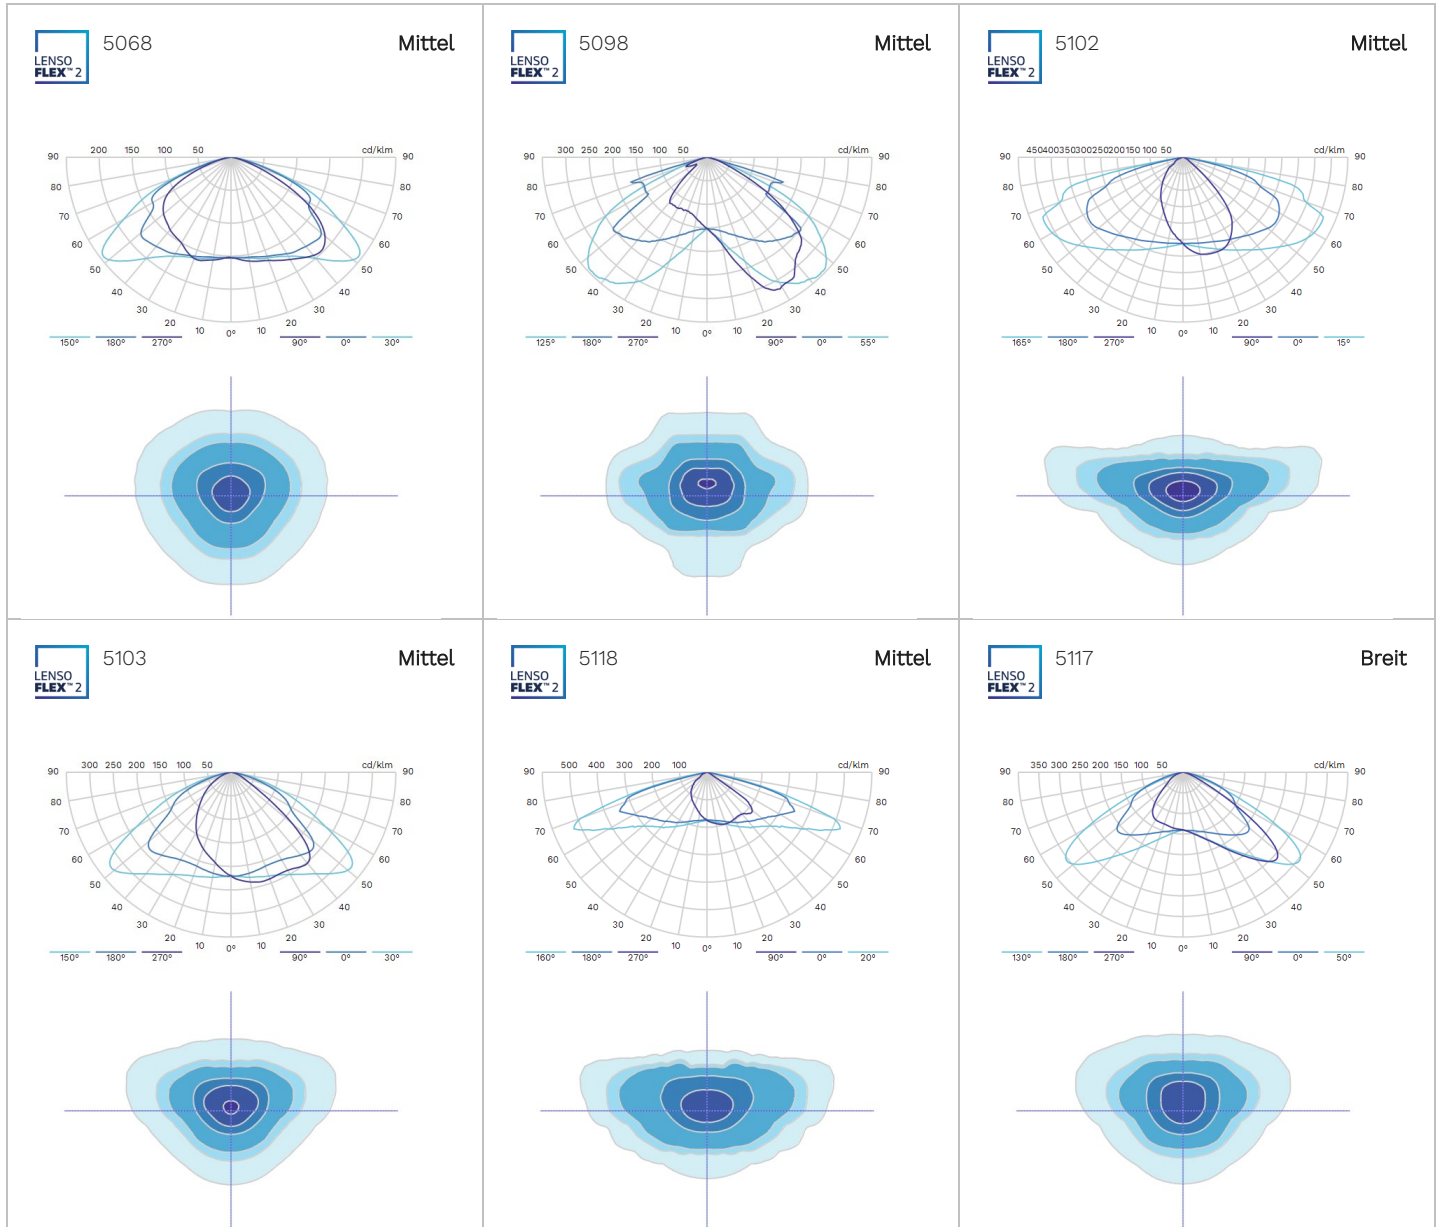 5068 Mittel
LENSO
FLEX™ 2
90 200 150 100 50 cd/klm 90
80 80
70 70
60 60
50 50
40 40
30 30
20 10 0° 10 20
150° 180° 270° 90° 0° 30°
5098 Mittel
LENSO
FLEX™ 2
90 300 250 200 150 100 50 cd/klm 90
80 80
70 70
60 60
50 50
40 40
30 30
20 10 0° 10 20
125° 180° 270° 90° 0° 55°
5102 Mittel
LENSO
FLEX™ 2
90 450 400 350 300 250 200 150 100 50 cd/klm 90
80 80
70 70
60 60
50 50
40 40
30 30
20 10 0° 10 20
165° 180° 270° 90° 0° 15°
5103 Mittel
LENSO
FLEX™ 2
90 300 250 200 150 100 50 cd/klm 90
80 80
70 70
60 60
50 50
40 40
30 30
20 10 0° 10 20
150° 180° 270° 90° 0° 30°
5118 Mittel
LENSO
FLEX™ 2
90 500 400 300 200 100 cd/klm 90
80 80
70 70
60 60
50 50
40 40
30 30
20 10 0° 10 20
160° 180° 270° 90° 0° 20°
5117 Breit
LENSO
FLEX™ 2
90 350 300 250 200 150 100 50 cd/klm 90
80 80
70 70
60 60
50 50
40 40
30 30
20 10 0° 10 20
130° 180° 270° 90° 0° 50°